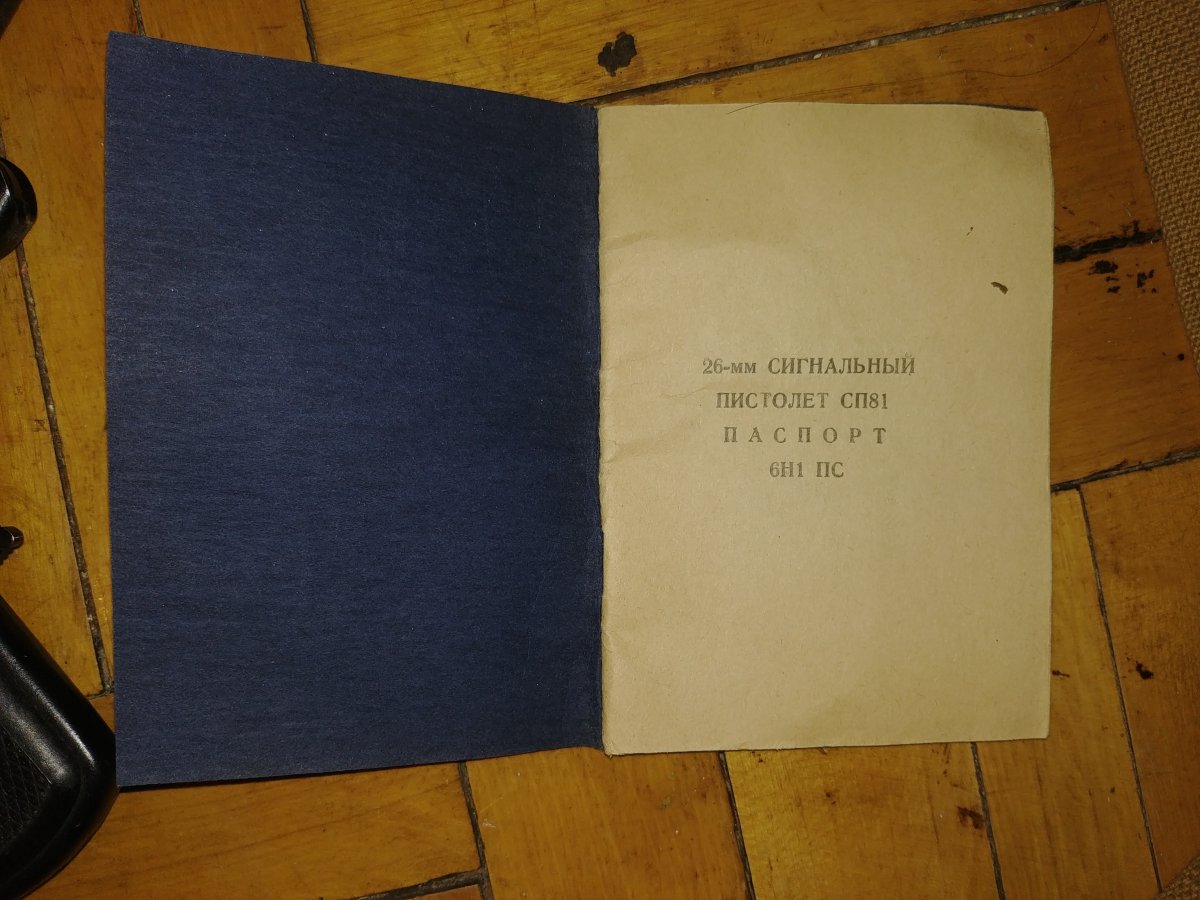 26-мм СИГНАЛЬНЫЙ
ПИСТОЛЕТ СП81
ПАСПОРТ
6Н1 ПС